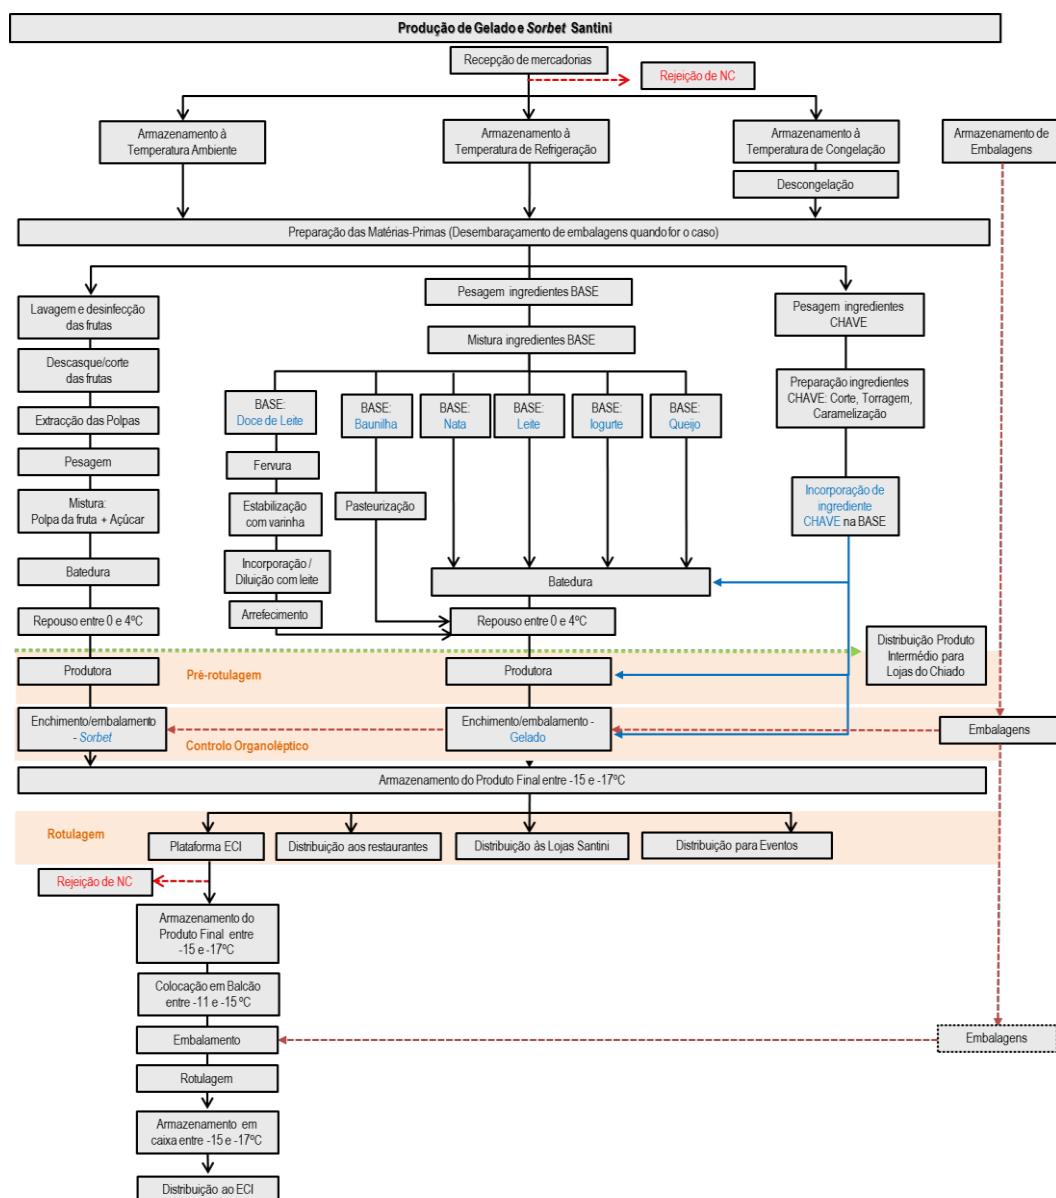 Produção de Gelado e Sorbet Santini
Recepção de mercadorias
Rejeição de NC
Armazenamento à
Temperatura Ambiente
Armazenamento à
Temperatura de Refrigeração
Armazenamento à
Temperatura de Congelação
Armazenamento de
Embalagens
Descongelação
Preparação das Matérias-Primas (Desembaraçamento de embalagens quando for o caso)
Lavagem e desinfecção
das frutas
Descasque/corte
das frutas
Extracção das Polpas
Pesagem
Mistura:
Polpa da fruta + Açúcar
Batedura
Repouso entre 0 e 4ºC
Pesagem ingredientes BASE
Mistura ingredientes BASE
BASE:
Doce de Leite
BASE:
Baunilha
BASE:
Nata
BASE:
Leite
BASE:
Iogurte
BASE:
Queijo
Fervura
Estabilização
com varinha
Incorporação /
Diluição com leite
Arrefecimento
Pasteurização
Batedura
Repouso entre 0 e 4ºC
Pesagem ingredientes
CHAVE
Preparação ingredientes
CHAVE: Corte, Torragem,
Caramelização
Incorporação de
ingrediente
CHAVE na BASE
Distribuição Produto
Intermédio para
Lojas do Chiado
Produtora
Pré-rotulagem
Produtora
Enchimento/embalamento
- Sorbet
Controlo Organoléptico
Enchimento/embalamento -
Gelado
Embalagens
Armazenamento do Produto Final entre -15 e -17ºC
Rotulagem
Plataforma ECI
Distribuição aos restaurantes
Distribuição às Lojas Santini
Distribuição para Eventos
Rejeição de NC
Armazenamento do
Produto Final entre
-15 e -17ºC
Colocação em Balcão
entre -11 e -15 ºC
Embalamento
Embalagens
Rotulagem
Armazenamento em
caixa entre -15 e -17ºC
Distribuição ao ECI